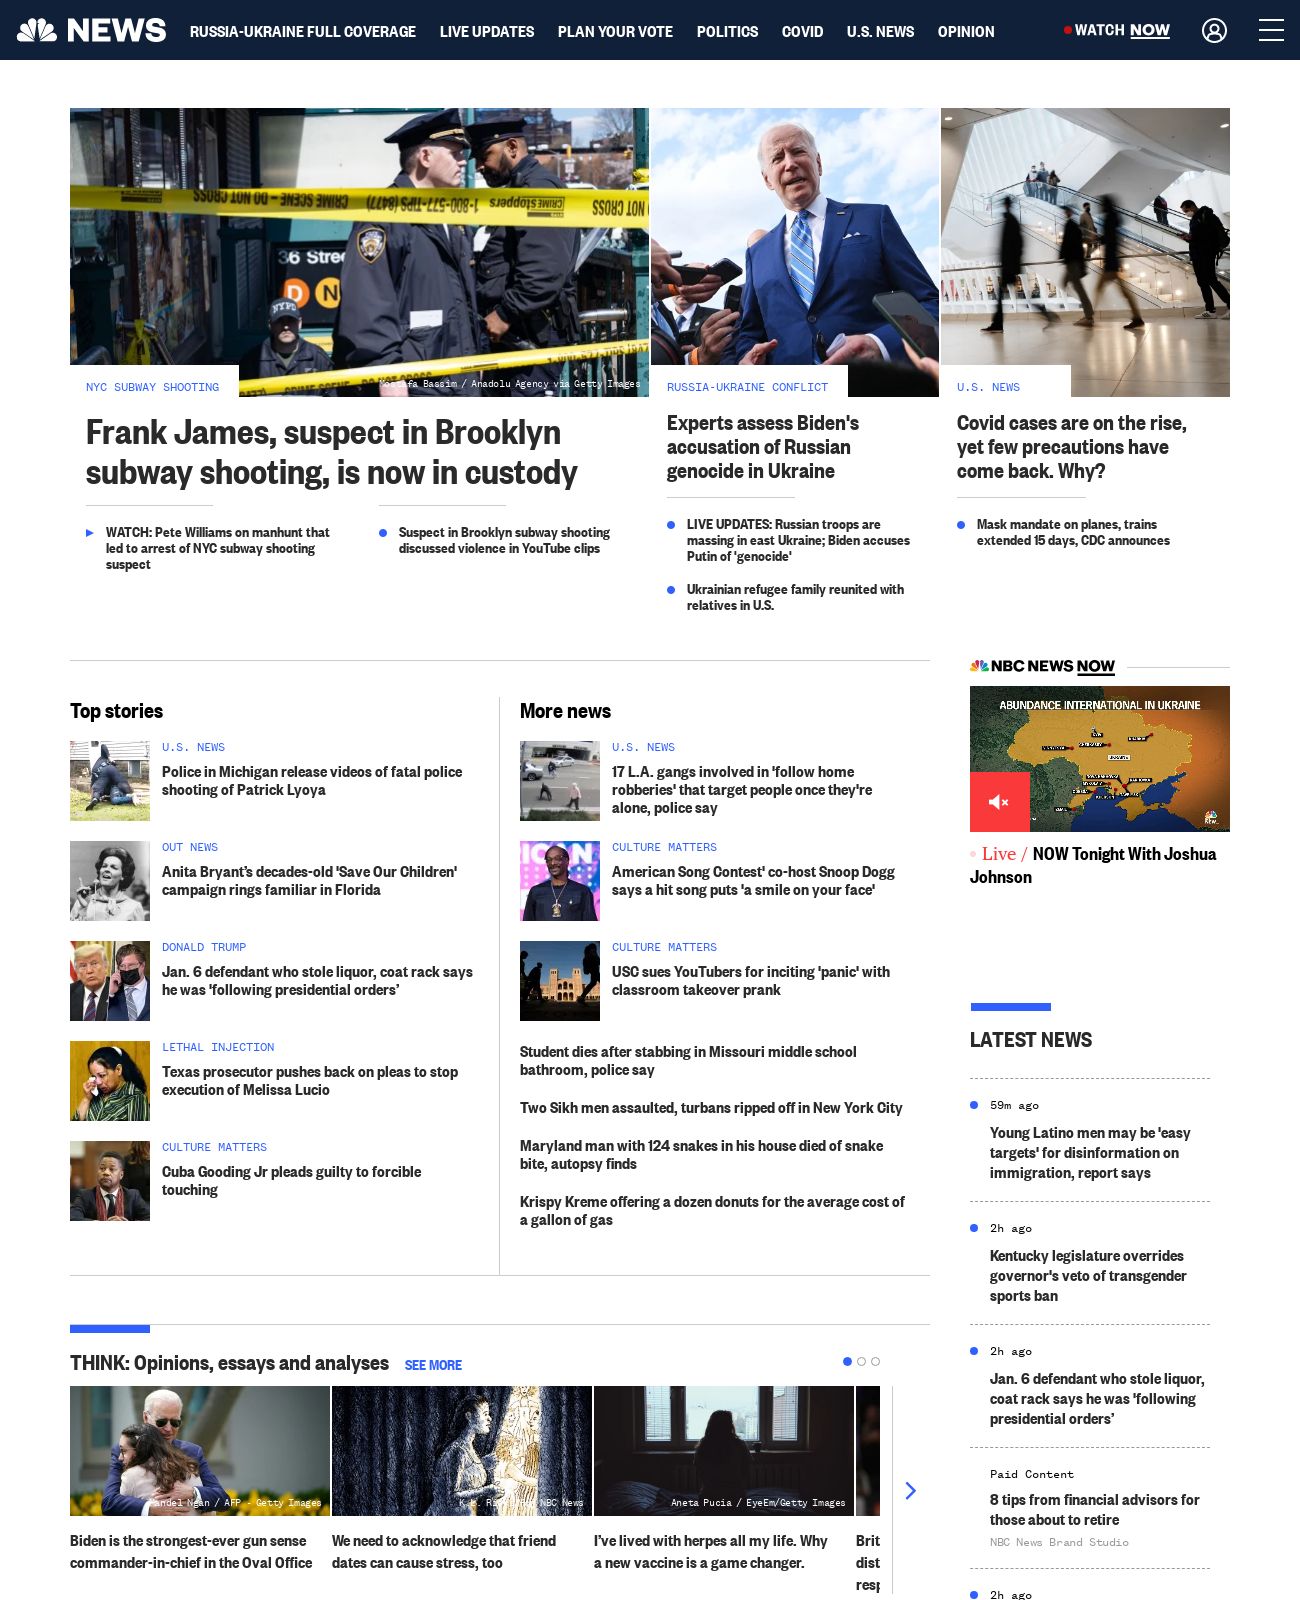 NEWS
RUSSIA-UKRAINE FULL COVERAGE
LIVE UPDATES
PLAN YOUR VOTE
POLITICS
COVID
U.S. NEWS
OPINION
WATCH NOW
CRIME SCENE – DO NOT CROSS
1-800-577-TIPS (8477)
CRIMEstoppers
NOT CROSS
36 Stree
D N
NYPD
Mostafa Bassim / Anadolu Agency via Getty Images
NYC SUBWAY SHOOTING
Frank James, suspect in Brooklyn
subway shooting, is now in custody
WATCH: Pete Williams on manhunt that
led to arrest of NYC subway shooting
suspect
Suspect in Brooklyn subway shooting
discussed violence in YouTube clips
RUSSIA-UKRAINE CONFLICT
Experts assess Biden's
accusation of Russian
genocide in Ukraine
LIVE UPDATES: Russian troops are
massing in east Ukraine; Biden accuses
Putin of 'genocide'
Ukrainian refugee family reunited with
relatives in U.S.
U.S. NEWS
Covid cases are on the rise,
yet few precautions have
come back. Why?
Mask mandate on planes, trains
extended 15 days, CDC announces
Top stories
U.S. NEWS
Police in Michigan release videos of fatal police
shooting of Patrick Lyoya
OUT NEWS
Anita Bryant’s decades-old 'Save Our Children'
campaign rings familiar in Florida
DONALD TRUMP
Jan. 6 defendant who stole liquor, coat rack says
he was 'following presidential orders’
LETHAL INJECTION
Texas prosecutor pushes back on pleas to stop
execution of Melissa Lucio
CULTURE MATTERS
Cuba Gooding Jr pleads guilty to forcible
touching
More news
U.S. NEWS
17 L.A. gangs involved in 'follow home
robberies' that target people once they're
alone, police say
CULTURE MATTERS
American Song Contest' co-host Snoop Dogg
says a hit song puts 'a smile on your face'
CULTURE MATTERS
USC sues YouTubers for inciting 'panic' with
classroom takeover prank
Student dies after stabbing in Missouri middle school
bathroom, police say
Two Sikh men assaulted, turbans ripped off in New York City
Maryland man with 124 snakes in his house died of snake
bite, autopsy finds
Krispy Kreme offering a dozen donuts for the average cost of
a gallon of gas
NBC NEWS NOW
ABUNDANCE INTERNATIONAL IN UKRAINE
UKRAINE
Live / NOW Tonight With Joshua
Johnson
LATEST NEWS
59m ago
Young Latino men may be 'easy
targets' for disinformation on
immigration, report says
2h ago
Kentucky legislature overrides
governor's veto of transgender
sports ban
2h ago
Jan. 6 defendant who stole liquor,
coat rack says he was 'following
presidential orders’
Paid Content
8 tips from financial advisors for
those about to retire
NBC News Brand Studio
2h ago
THINK: Opinions, essays and analyses
SEE MORE
Mandel Ngan / AFP - Getty Images
NBC News
Aneta Pucia / EyeEm/Getty Images
Biden is the strongest-ever gun sense
commander-in-chief in the Oval Office
We need to acknowledge that friend
dates can cause stress, too
I’ve lived with herpes all my life. Why
a new vaccine is a game changer.
Brit
dist
resp